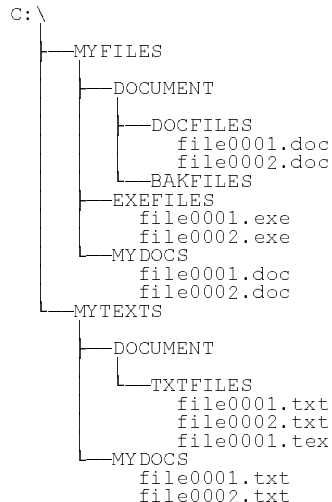 C:\
MYFILES
DOCUMENT
DOCFILES
file0001.doc
file0002.doc
BAKFILES
EXEFILES
file0001.exe
file0002.exe
MYDOCS
file0001.doc
file0002.doc
MYTEXTS
DOCUMENT
TXTFILES
file0001.txt
file0002.txt
file0001.tex
MYDOCS
file0001.txt
file0002.txt